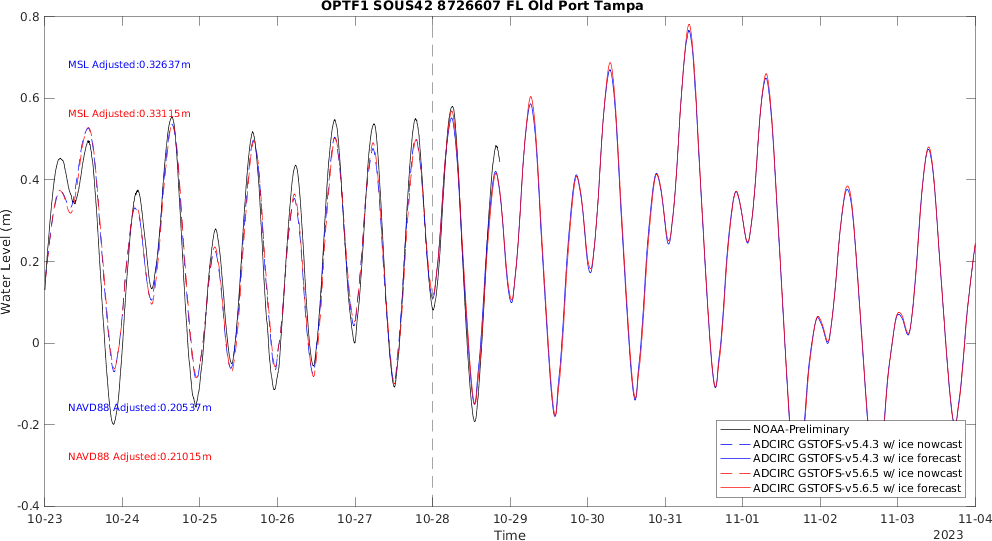 OPTF1 SOUS42 8726607 FL Old Port Tampa
0.8
0.6
0.4
0.2
0
-0.2
-0.4
Water Level (m)
MSL Adjusted:0.32637m
MSL Adjusted:0.33115m
NAVD88 Adjusted:0.20537m
NAVD88 Adjusted:0.21015m
NOAA-Preliminary
ADCIRC GSTOFS-v5.4.3 w/ ice nowcast
ADCIRC GSTOFS-v5.4.3 w/ ice forecast
ADCIRC GSTOFS-v5.6.5 w/ ice nowcast
ADCIRC GSTOFS-v5.6.5 w/ ice forecast
10-23 10-24 10-25 10-26 10-27 10-28 10-29 10-30 10-31 11-01 11-02 11-03 11-04
Time
2023